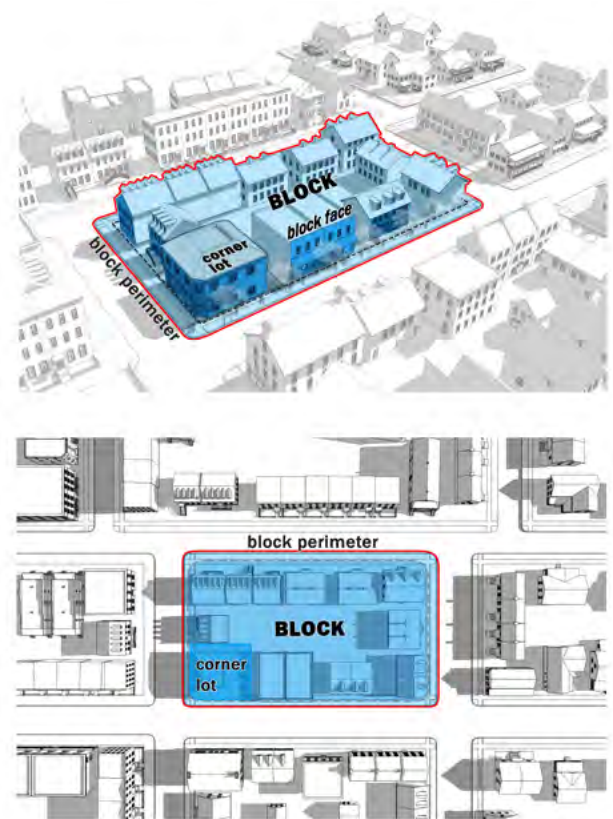 BLOCK
block face
corner
lot
block perimeter
block perimeter
BLOCK
corner
lot